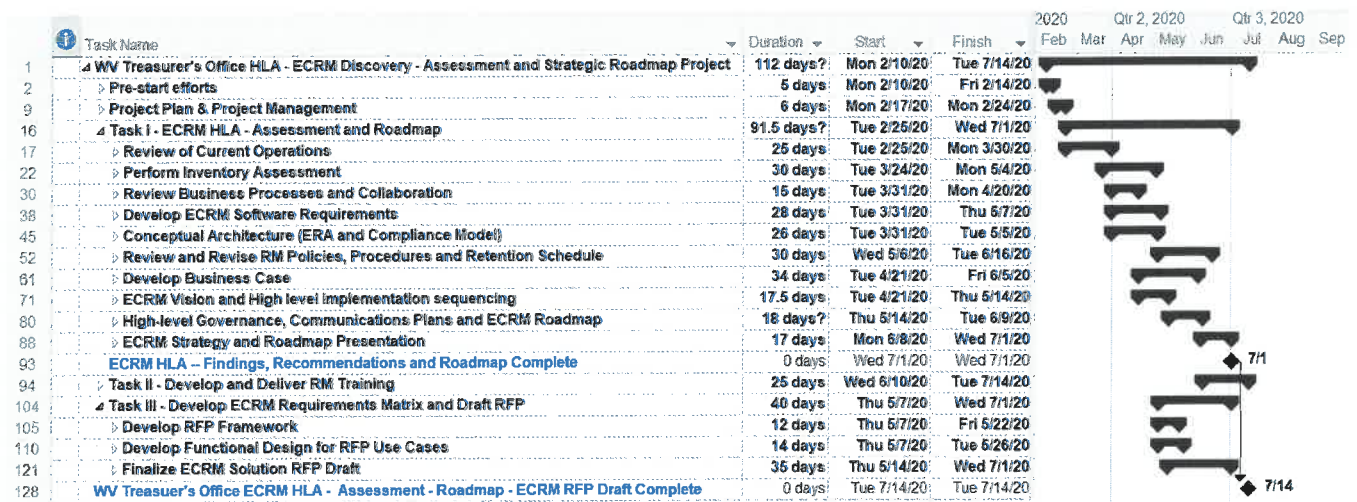 2020 Qtr 2, 2020 Qtr 3, 2020
Task Name Duration Start Finish Feb Mar Apr May Jun Jul Aug Sep
1 WV Treasurer's Office HLA - ECRM Discovery - Assessment and Strategic Roadmap Project 112 days? Mon 2/10/20 Tue 7/14/20
2 Pre-start efforts 5 days Mon 2/10/20 Fri 2/14/20
9 Project Plan & Project Management 6 days Mon 2/17/20 Mon 2/24/20
16 Task I - ECRM HLA - Assessment and Roadmap 91.5 days? Tue 2/25/20 Wed 7/1/20
17 Review of Current Operations 25 days Tue 2/25/20 Mon 3/30/20
22 Perform Inventory Assessment 30 days Tue 3/24/20 Mon 5/4/20
30 Review Business Processes and Collaboration 15 days Tue 3/31/20 Mon 4/20/20
38 Develop ECRM Software Requirements 28 days Tue 3/31/20 Thu 5/7/20
45 Conceptual Architecture (ERA and Compliance Model) 26 days Tue 3/31/20 Tue 5/5/20
52 Review and Revise RM Policies, Procedures and Retention Schedule 30 days Wed 5/6/20 Tue 6/16/20
61 Develop Business Case 34 days Tue 4/21/20 Fri 6/5/20
71 ECRM Vision and High level implementation sequencing 17.5 days Tue 4/21/20 Thu 5/14/20
80 High-level Governance, Communications Plans and ECRM Roadmap 18 days? Thu 5/14/20 Tue 6/9/20
88 ECRM Strategy and Roadmap Presentation 17 days Mon 6/8/20 Wed 7/1/20
93 ECRM HLA -- Findings, Recommendations and Roadmap Complete 0 days Wed 7/1/20 Wed 7/1/20 7/1
94 Task II - Develop and Deliver RM Training 25 days Wed 6/10/20 Tue 7/14/20
104 Task III - Develop ECRM Requirements Matrix and Draft RFP 40 days Thu 5/7/20 Wed 7/1/20
105 Develop RFP Framework 12 days Thu 5/7/20 Fri 5/22/20
110 Develop Functional Design for RFP Use Cases 14 days Thu 5/7/20 Tue 5/26/20
121 Finalize ECRM Solution RFP Draft 35 days Thu 5/14/20 Wed 7/1/20
128 WV Treasuer's Office ECRM HLA - Assessment - Roadmap - ECRM RFP Draft Complete 0 days Tue 7/14/20 Tue 7/14/20 7/14